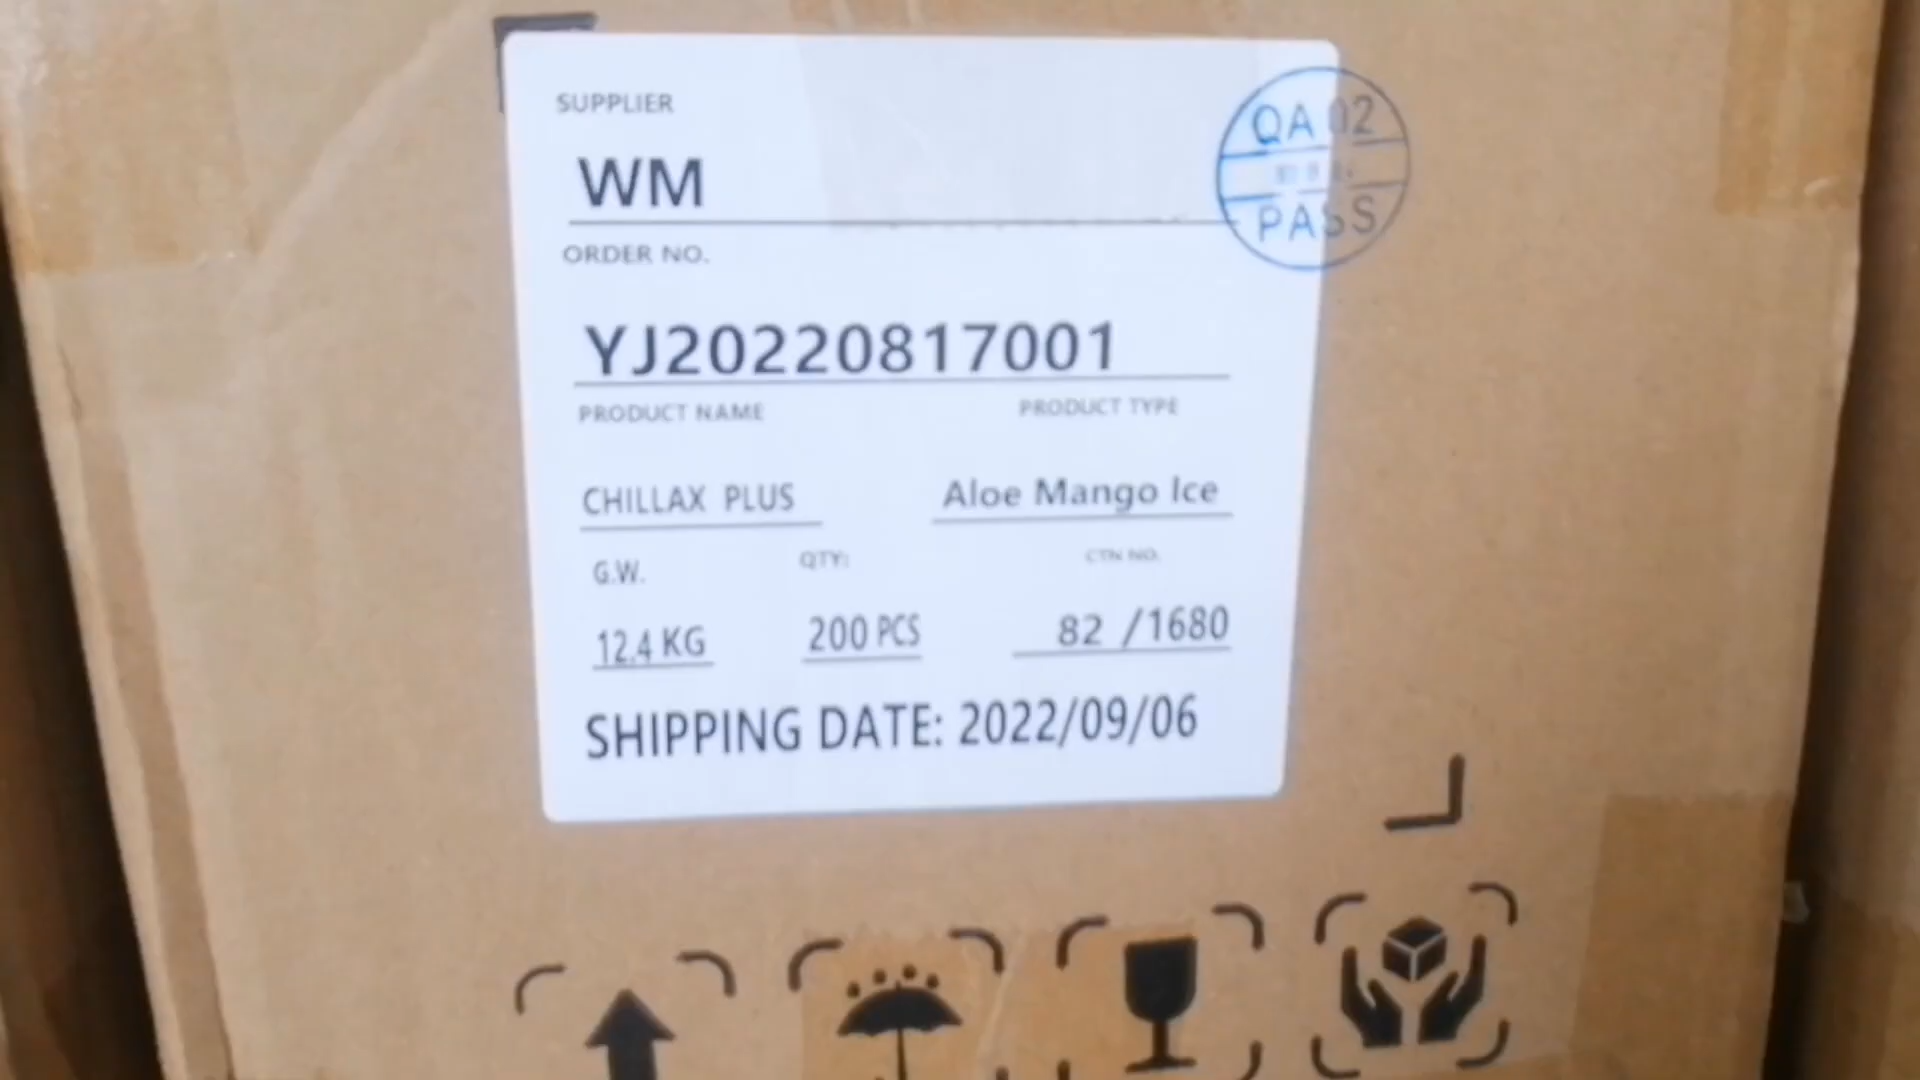 SUPPLIER
WM
ORDER NO.
YJ20220817001
PRODUCT NAME PRODUCT TYPE
CHILLAX PLUS Aloe Mango Ice
G.W. QTY: CTN NO.
12.4 KG 200 PCS 82 /1680
SHIPPING DATE: 2022/09/06
QA 02
PASS